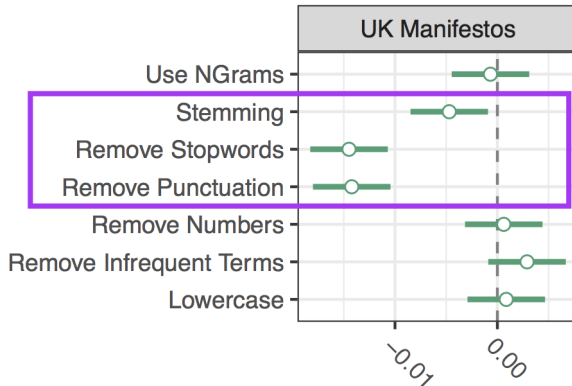 UK Manifestos
Use NGrams
Stemming
Remove Stopwords
Remove Punctuation
Remove Numbers
Remove Infrequent Terms
Lowercase
−0.01
0.00